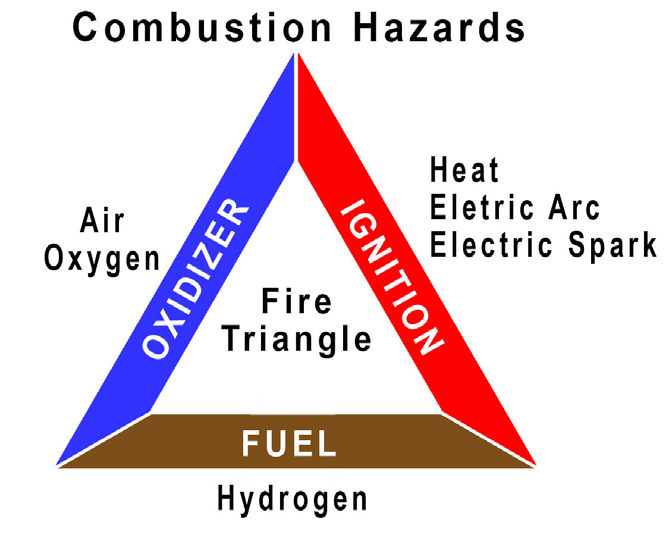 Combustion Hazards
Heat
Eletric Arc
Electric Spark
Air
Oxygen
OXIDIZER
IGNITION
Fire
Triangle
FUEL
Hydrogen